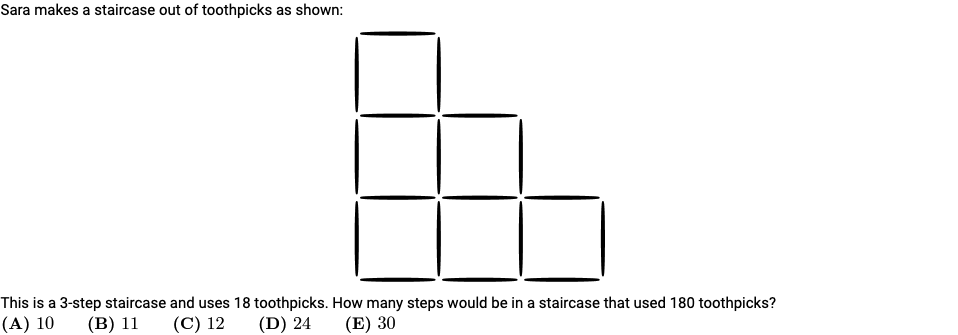 Sara makes a staircase out of toothpicks as shown:
This is a 3-step staircase and uses 18 toothpicks. How many steps would be in a staircase that used 180 toothpicks?
(A) 10 (B) 11 (C) 12 (D) 24 (E) 30